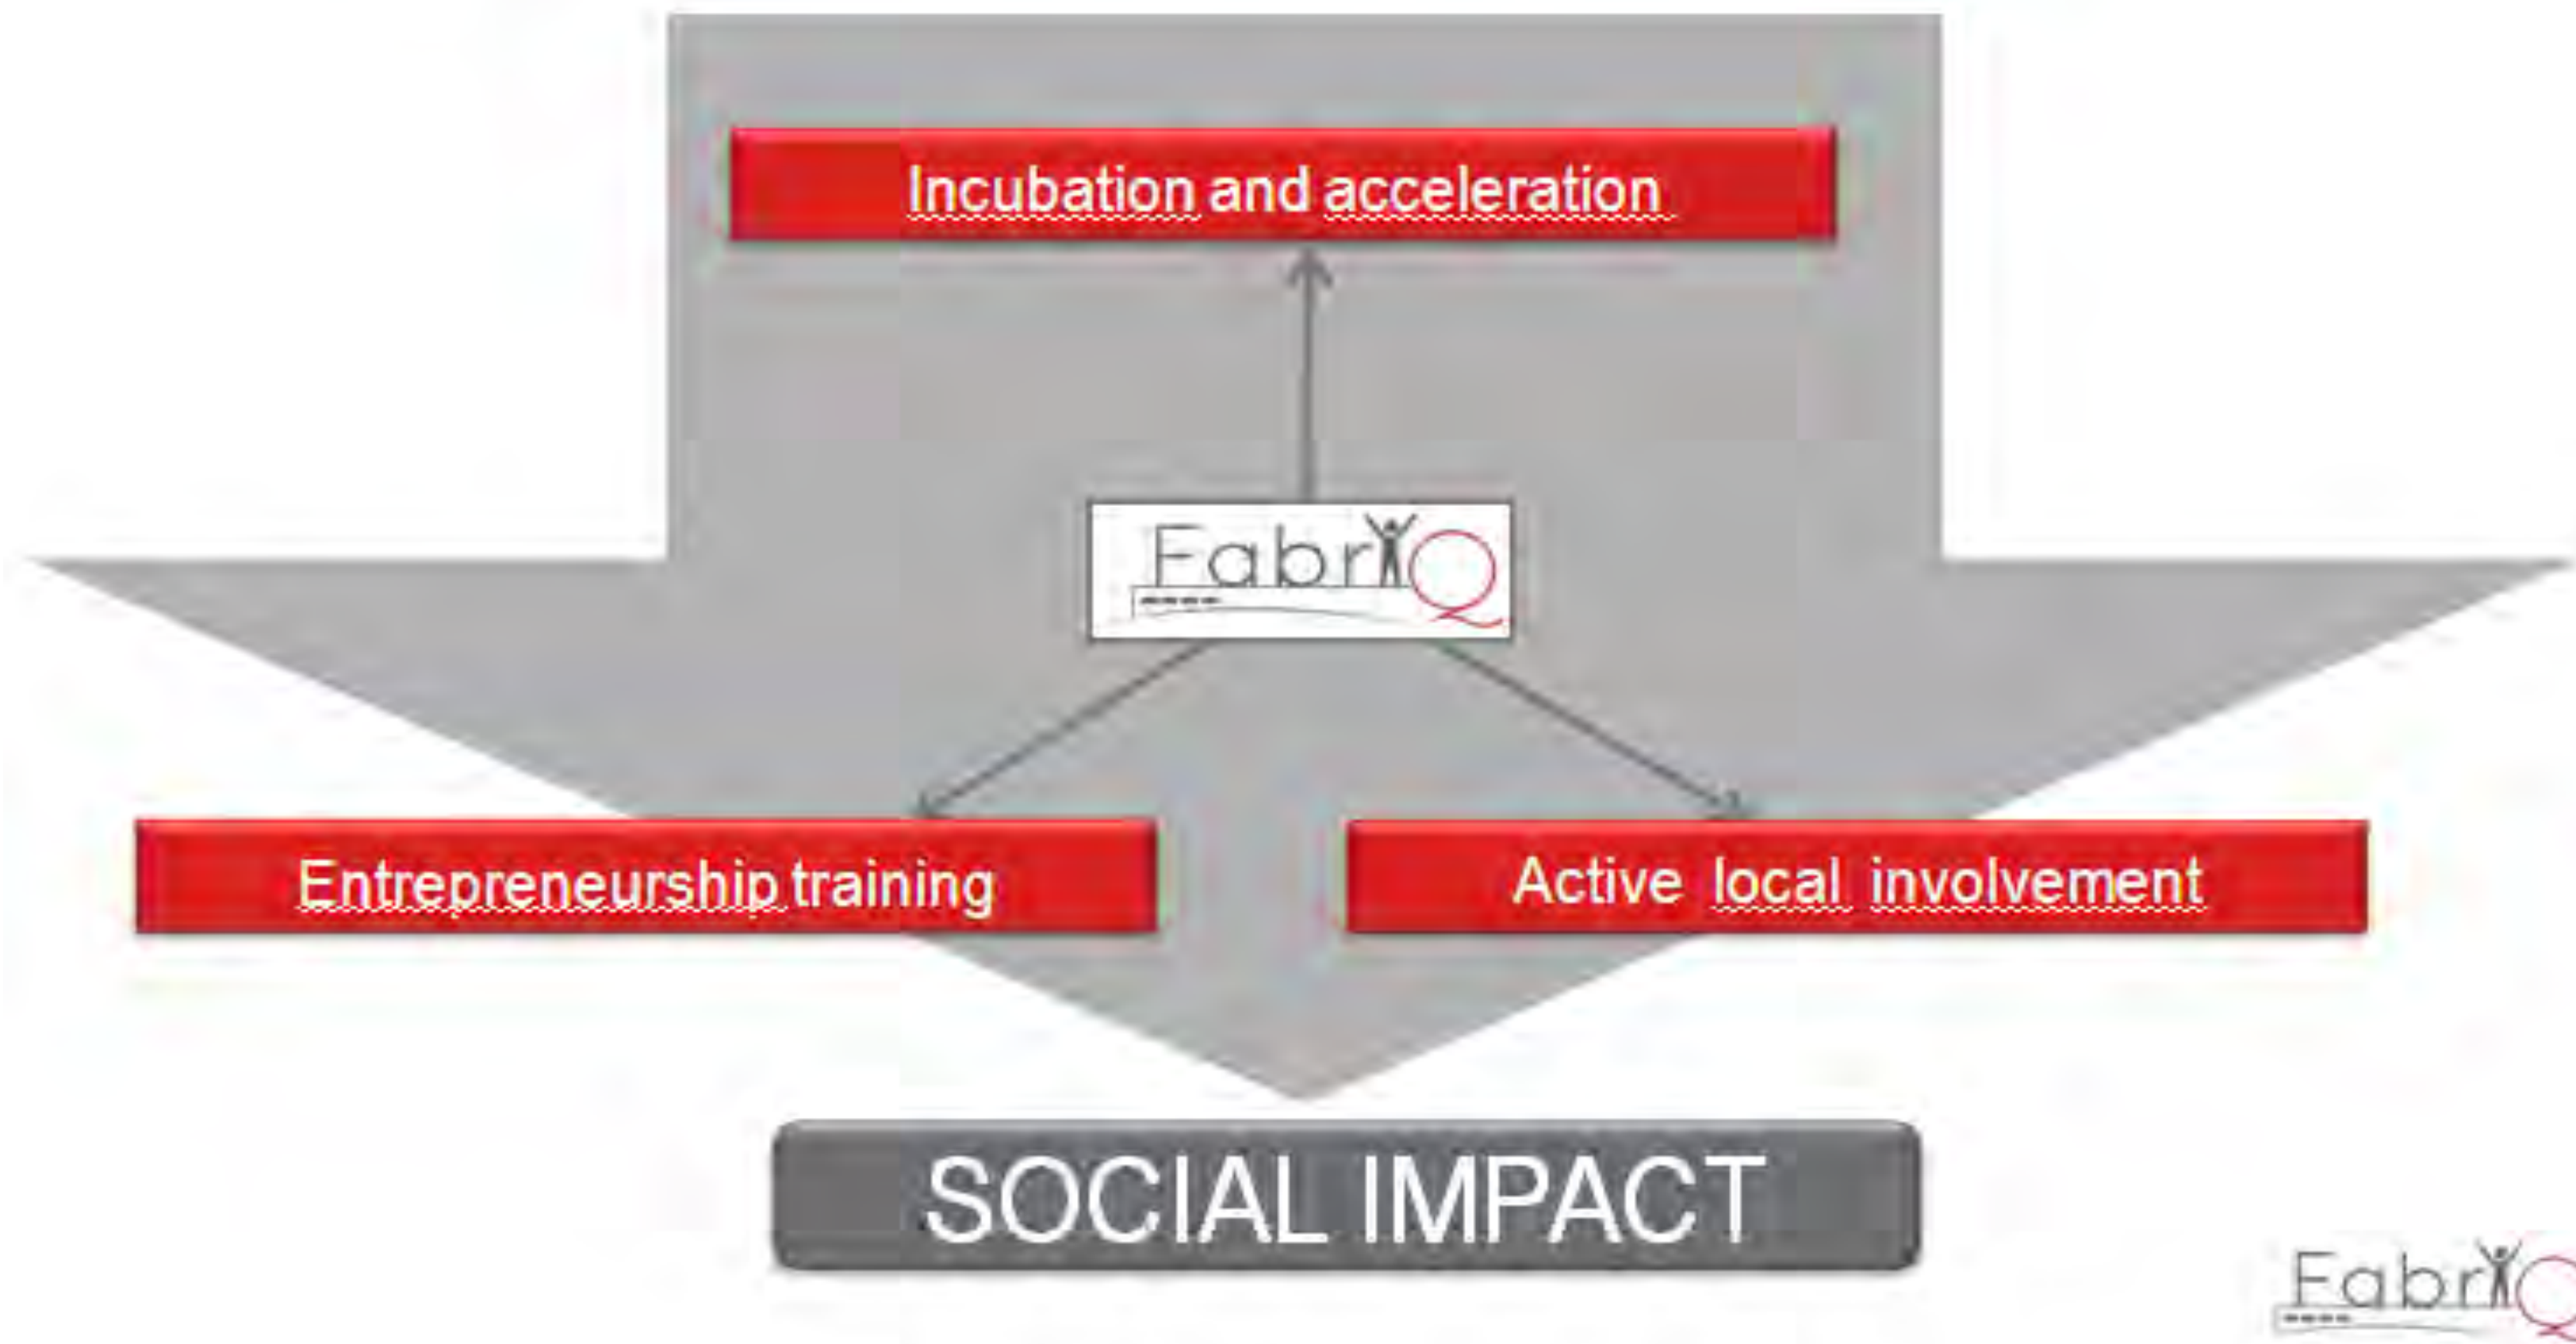 Incubation and acceleration
FabriQ
Entrepreneurship training
Active local involvement
SOCIAL IMPACT
FabriQ